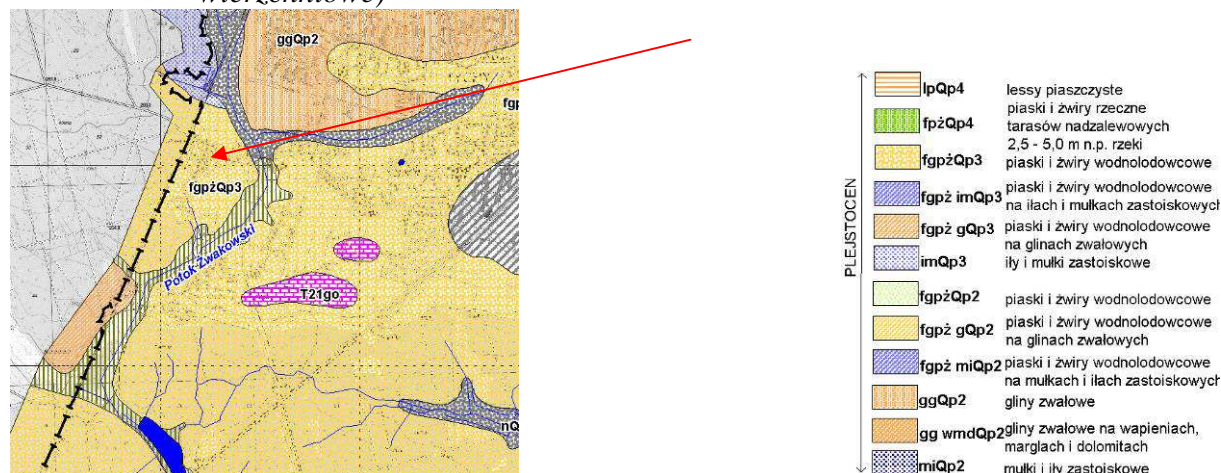 wierzeniowe)
ggQp2
fgp
fgpżQp3
Potok Żwakowski
T21go
nQ
PLEJSTOCEN
lpQp4 lessy piaszczyste
fpżQp4 piaski i żwiry rzeczne
tarasów nadzalewowych
2,5 - 5,0 m n.p. rzeki
fgpżQp3 piaski i żwiry wodnolodowcowe
fgpż imQp3 piaski i żwiry wodnolodowcowe
na iłach i mułkach zastoiskowych
fgpż gQp3 piaski i żwiry wodnolodowcowe
na glinach zwałowych
imQp3 iły i mułki zastoiskowe
fgpżQp2 piaski i żwiry wodnolodowcowe
fgpż gQp2 piaski i żwiry wodnolodowcowe
na glinach zwałowych
fgpż miQp2 piaski i żwiry wodnolodowcowe
na mułkach i iłach zastoiskowych
ggQp2 gliny zwałowe
gg wmdQp2 gliny zwałowe na wapieniach,
marglach i dolomitach
miQp2 mułki i iły zastoiskowe